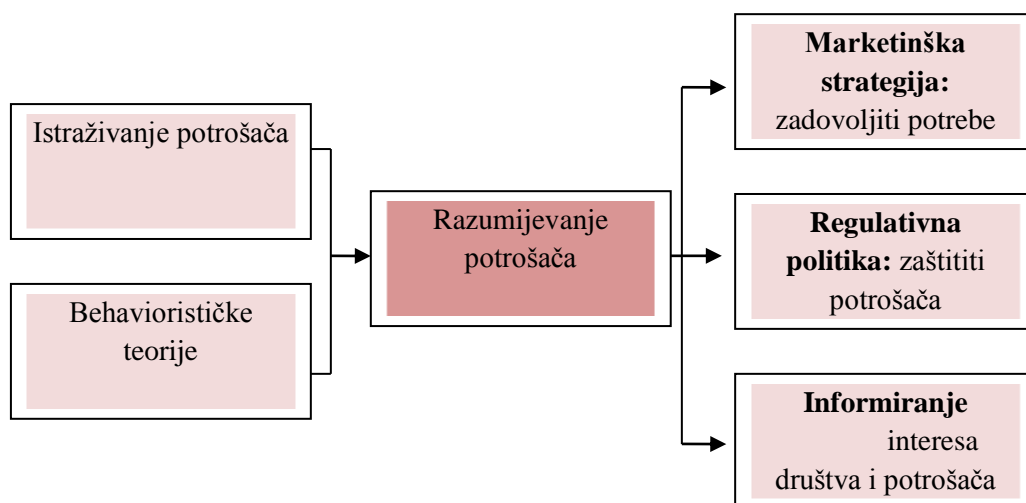 Istraživanje potrošača
Behaviorističke
teorije
Razumijevanje
potrošača
Marketinška
strategija:
zadovoljiti potrebe
Regulativna
politika: zaštititi
potrošača
Informiranje
interesa
društva i potrošača